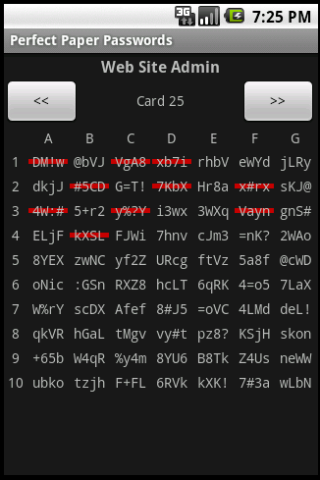 3G 7:25 PM
Perfect Paper Passwords
Web Site Admin
<< Card 25 >>
A B C D E F G
1 DM!w @bVJ VgA8 xb7i rhbV eWYd jLRy
2 dkjJ #5CD G=T! 7KbX Hr8a x#rx sKJ@
3 4W:# 5+r2 y%?Y i3wx 3WXq Vayn gnS#
4 ELjF kXSL FJWi 7hnv cJm3 =nK? 2WAo
5 8YEX zwNC yf2Z URcg ftVz 5a8f @cWD
6 oNic :GSn RXZ8 hcLT 6qRK 4=o5 7LaX
7 W%rY scDX Afef 8#J5 =oVC 4LMd deL!
8 qkVR hGaL tMgv vy#t pz8? KSjH skon
9 +65b W4qR %y4m 8YU6 B8Tk Z4Us neWW
10 ubko tzjh F+FL 6RVk kXK! 7#3a wLbN